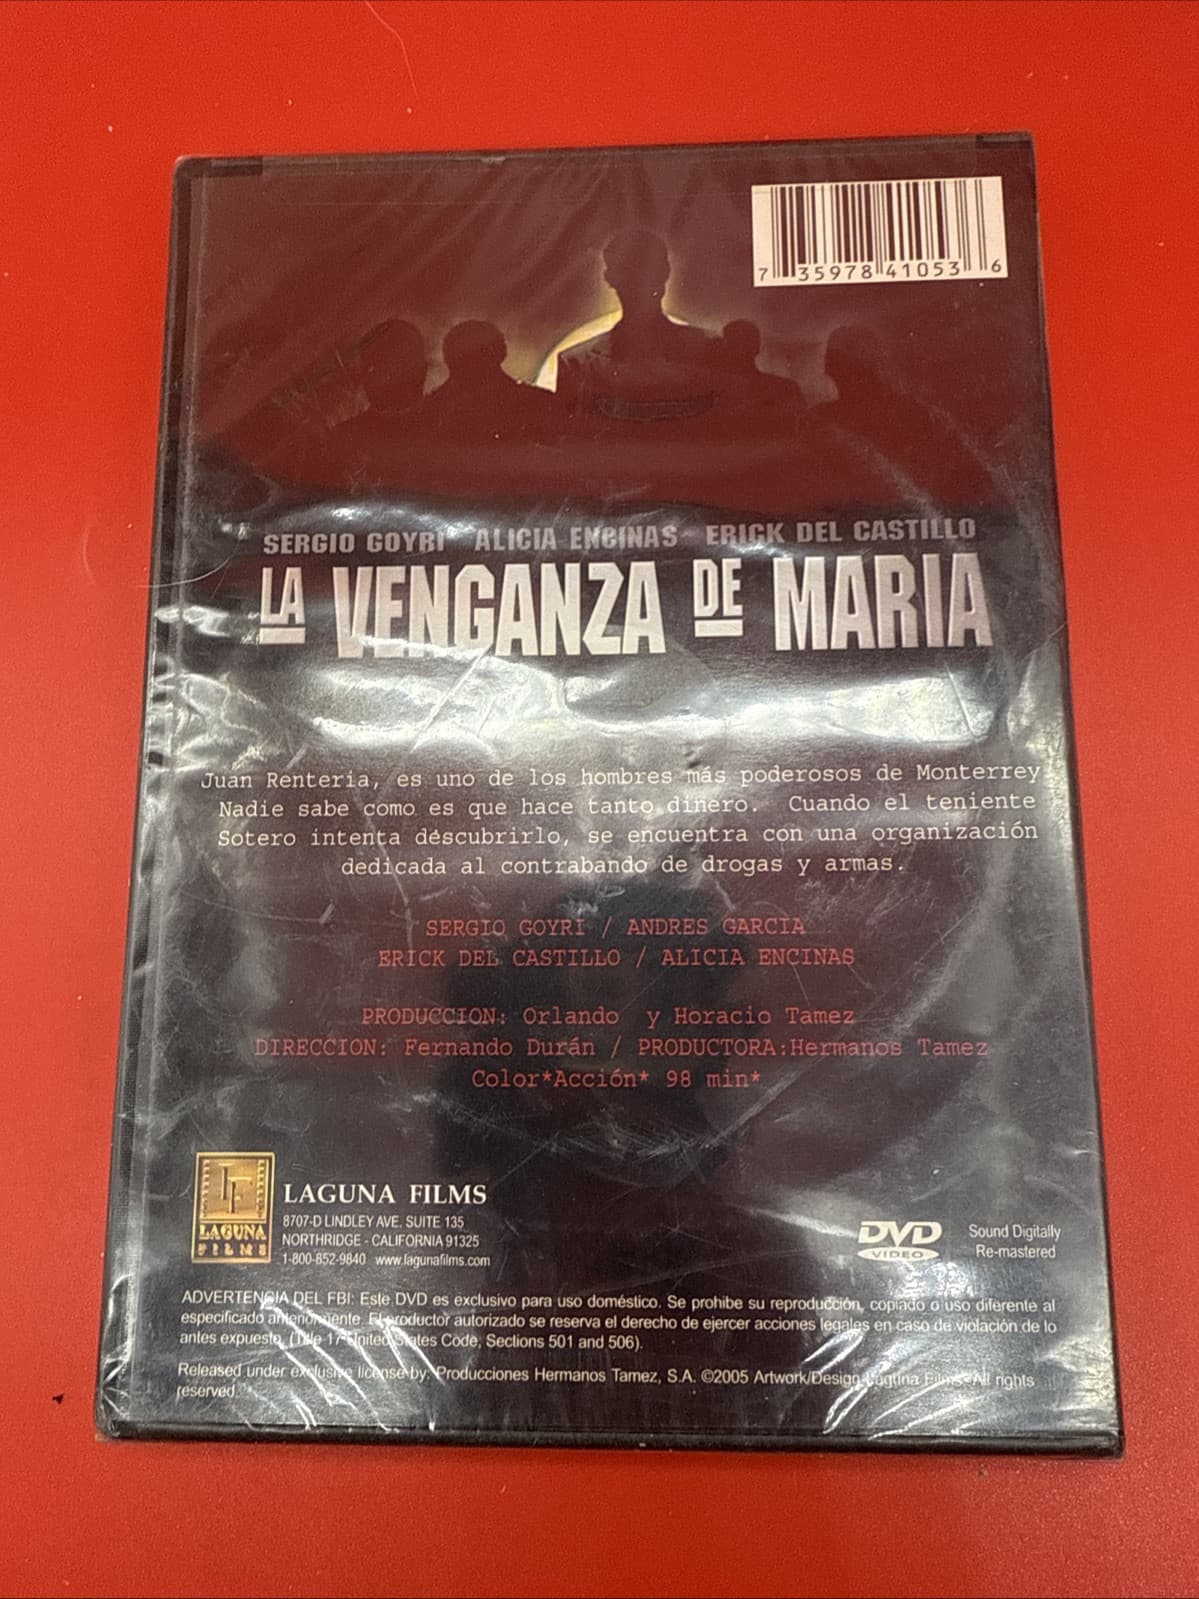 7 35978 41053 6
SERGIO GOYRI ALICIA ENCINAS ERICK DEL CASTILLO
LA VENGANZA DE MARIA
Juan Renteria, es uno de los hombres más poderosos de Monterrey
Nadie sabe como es que hace tanto dinero. Cuando el teniente
Sotero intenta descubrirlo, se encuentra con una organización
dedicada al contrabando de drogas y armas.
SERGIO GOYRI / ANDRES GARCIA
ERICK DEL CASTILLO / ALICIA ENCINAS
PRODUCCION: Orlando y Horacio Tamez
DIRECCION: Fernando Durán / PRODUCTORA:Hermanos Tamez
Color*Acción* 98 min*
LF
LAGUNA
FILMS
LAGUNA FILMS
8707-D LINDLEY AVE. SUITE 135
NORTHRIDGE - CALIFORNIA 91325
1-800-852-9840 www.lagunafilms.com
DVD
VIDEO
Sound Digitally
Re-mastered
ADVERTENCIA DEL FBI: Este DVD es exclusivo para uso doméstico. Se prohibe su reproducción, copiado o uso diferente al
especificado anteriormente. El productor autorizado se reserva el derecho de ejercer acciones legales en caso de violación de lo
antes expuesto. (Title 17 United States Code, Sections 501 and 506).
Released under exclusive license by: Producciones Hermanos Tamez, S.A. ©2005 Artwork/Design Laguna Films All rights
reserved.